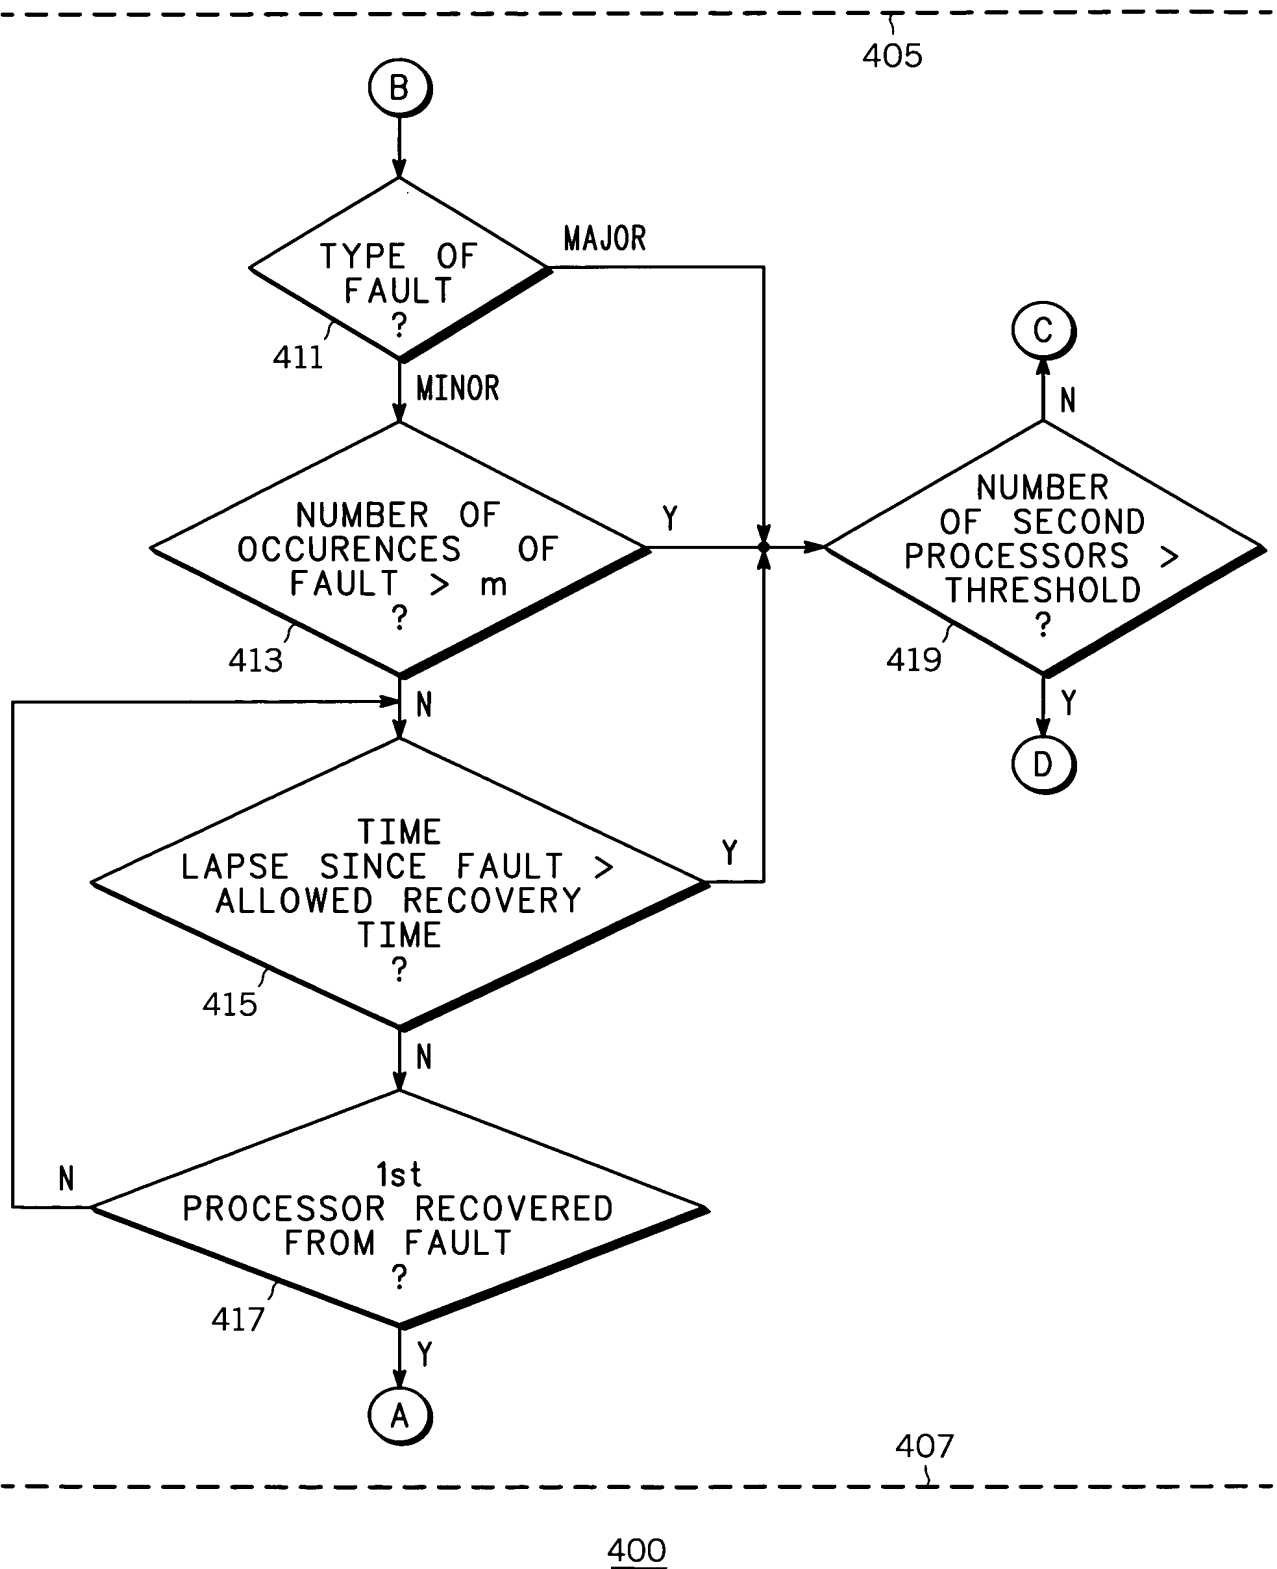 405
B
TYPE OF
FAULT
?
411
MAJOR
MINOR
NUMBER OF
OCCURENCES OF
FAULT > m
?
413
Y
N
C
N
NUMBER
OF SECOND
PROCESSORS >
THRESHOLD
?
419
Y
D
TIME
LAPSE SINCE FAULT >
ALLOWED RECOVERY
TIME
?
415
Y
N
1st
PROCESSOR RECOVERED
FROM FAULT
?
417
N
Y
A
407
400